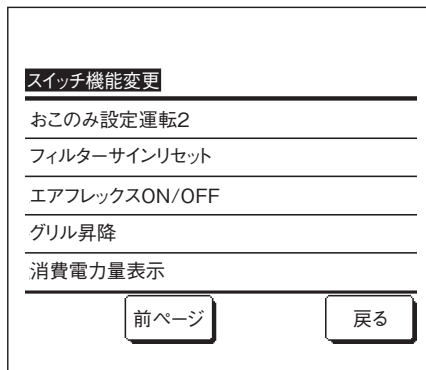 スイッチ機能変更
おこのみ設定運転2
フィルターサインリセット
エアフレックスON/OFF
グリル昇降
消費電力量表示
前ページ
戻る